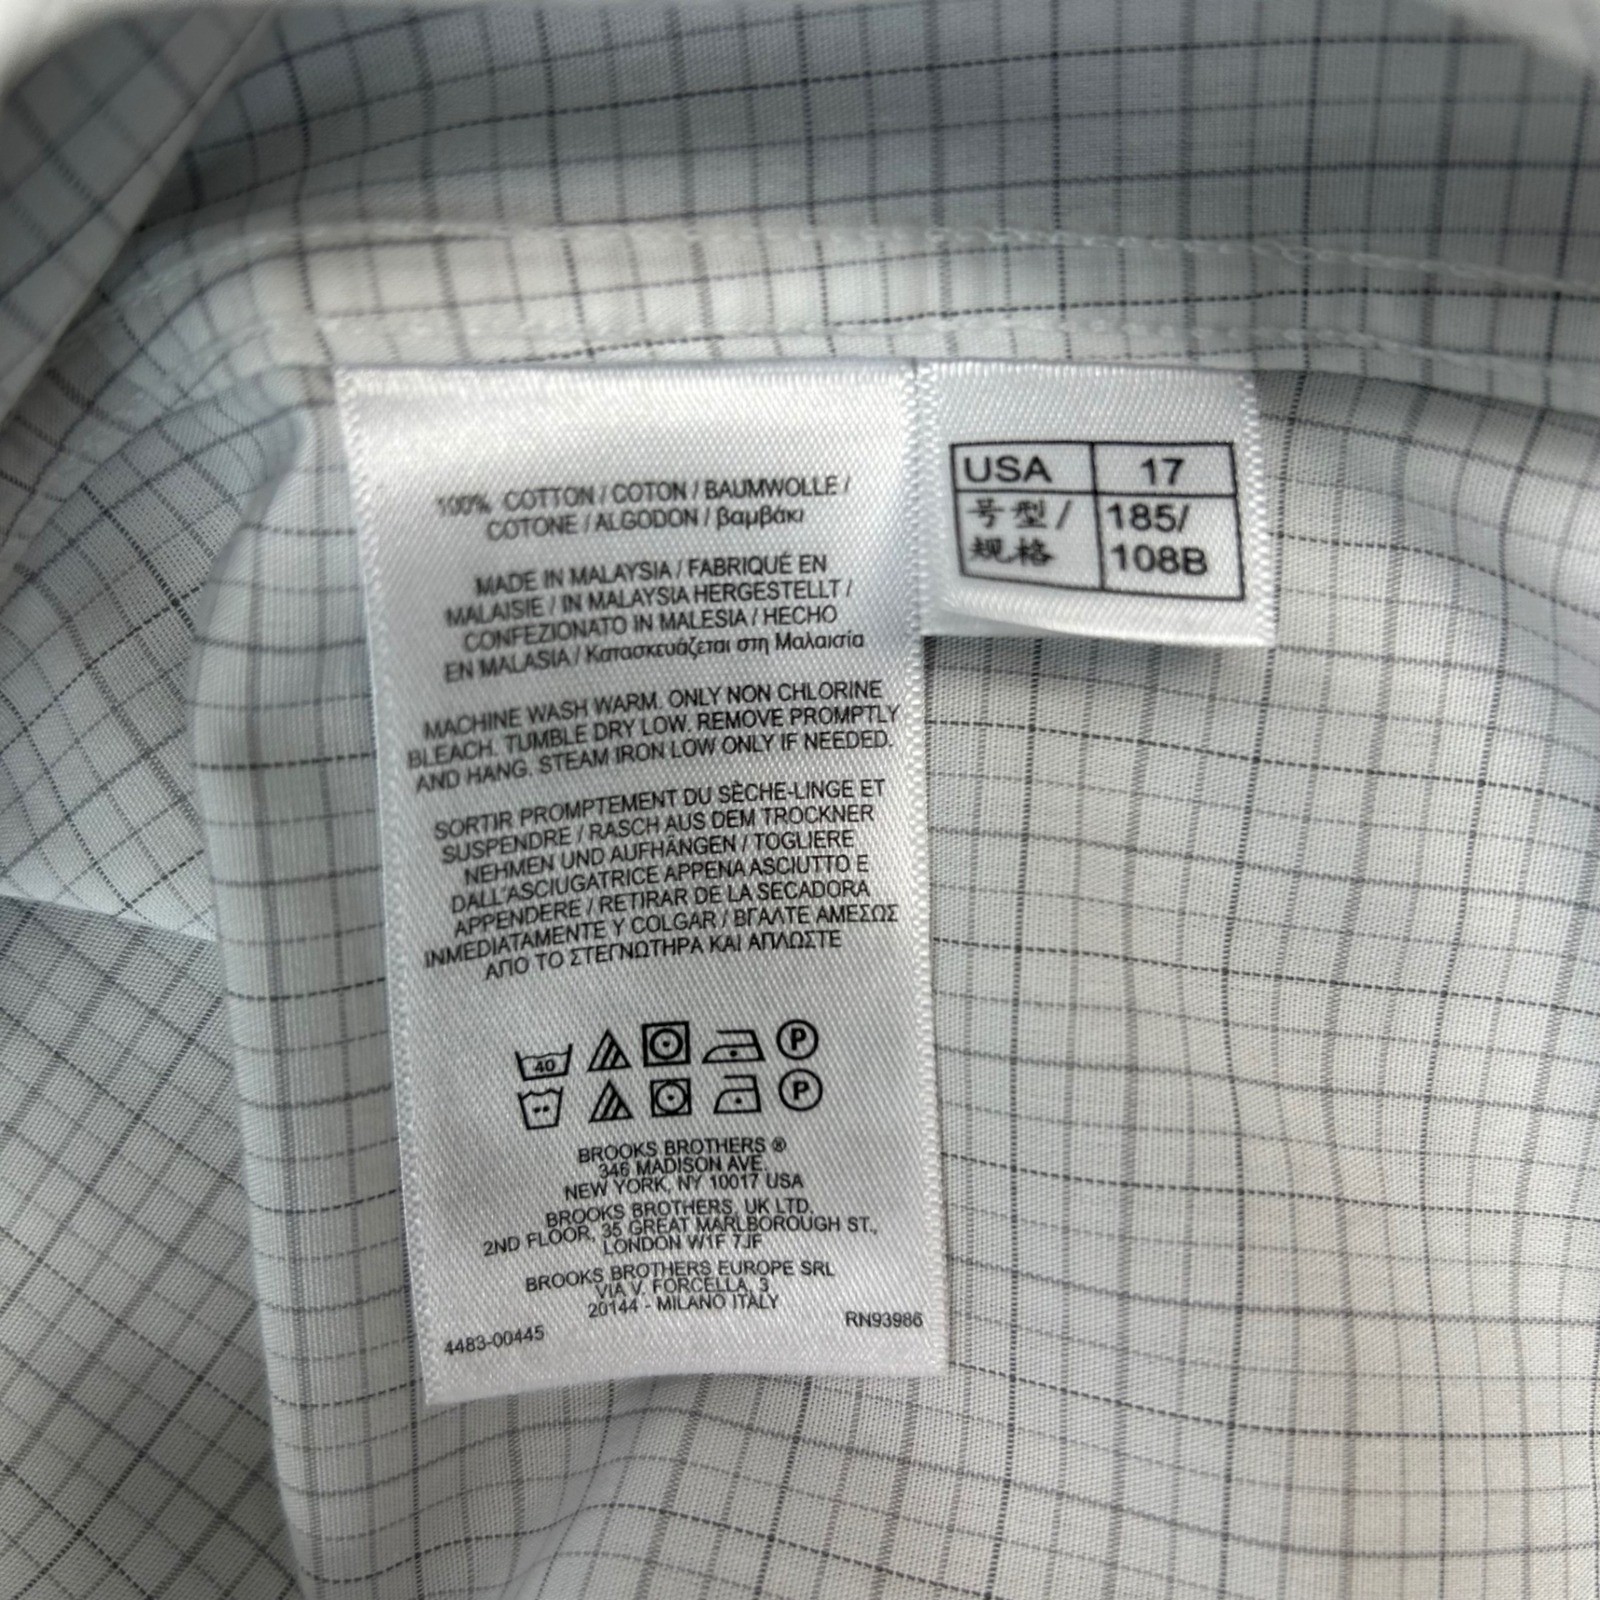 100% COTTON / COTON / BAUMWOLLE /
COTONE / ALGODON / βαμβάκι
MADE IN MALAYSIA / FABRIQUÉ EN
MALAISIE / IN MALAYSIA HERGESTELLT /
CONFEZIONATO IN MALESIA / HECHO
EN MALASIA / Κατασκευάζεται στη Μαλαισία
MACHINE WASH WARM. ONLY NON CHLORINE
BLEACH. TUMBLE DRY LOW. REMOVE PROMPTLY
AND HANG. STEAM IRON LOW ONLY IF NEEDED.
SORTIR PROMPTEMENT DU SÈCHE-LINGE ET
SUSPENDRE / RASCH AUS DEM TROCKNER
NEHMEN UND AUFHÄNGEN / TOGLIERE
DALL'ASCIUGATRICE APPENA ASCIUTTO E
APPENDERE / RETIRAR DE LA SECADORA
INMEDIATAMENTE Y COLGAR / ΒΓΑΛΤΕ ΑΜΕΣΩΣ
ΑΠΟ ΤΟ ΣΤΕΓΝΩΤΗΡΑ ΚΑΙ ΑΠΛΩΣΤΕ
40 P
P
BROOKS BROTHERS ®
346 MADISON AVE.
NEW YORK, NY 10017 USA
BROOKS BROTHERS, UK LTD.
2ND FLOOR, 35 GREAT MARLBOROUGH ST.,
LONDON W1F 7JF
BROOKS BROTHERS EUROPE SRL
VIA V. FORCELLA, 3
20144 - MILANO ITALY
4483-00445 RN93986
USA 17
号型/ 185/
规格 108B